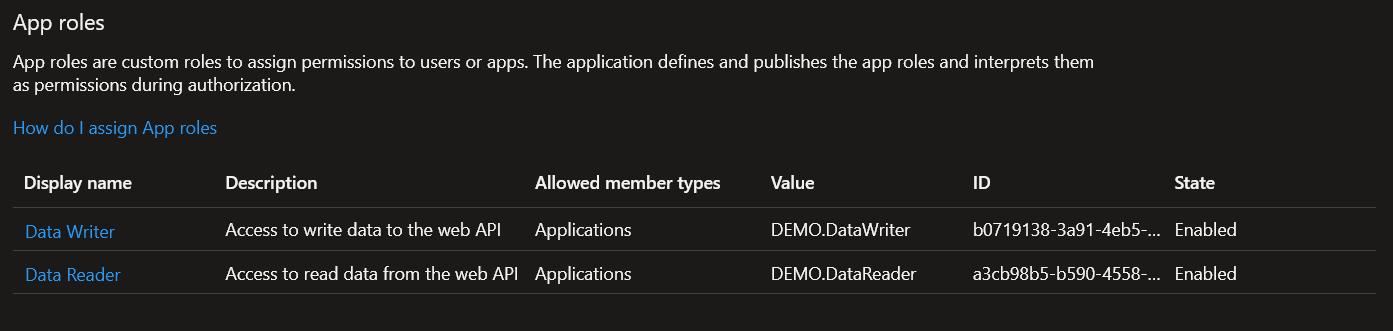 App roles
App roles are custom roles to assign permissions to users or apps. The application defines and publishes the app roles and interprets them
as permissions during authorization.
How do I assign App roles
Display name Description Allowed member types Value ID State
Data Writer Access to write data to the web API Applications DEMO.DataWriter b0719138-3a91-4eb5-... Enabled
Data Reader Access to read data from the web API Applications DEMO.DataReader a3cb98b5-b590-4558-... Enabled